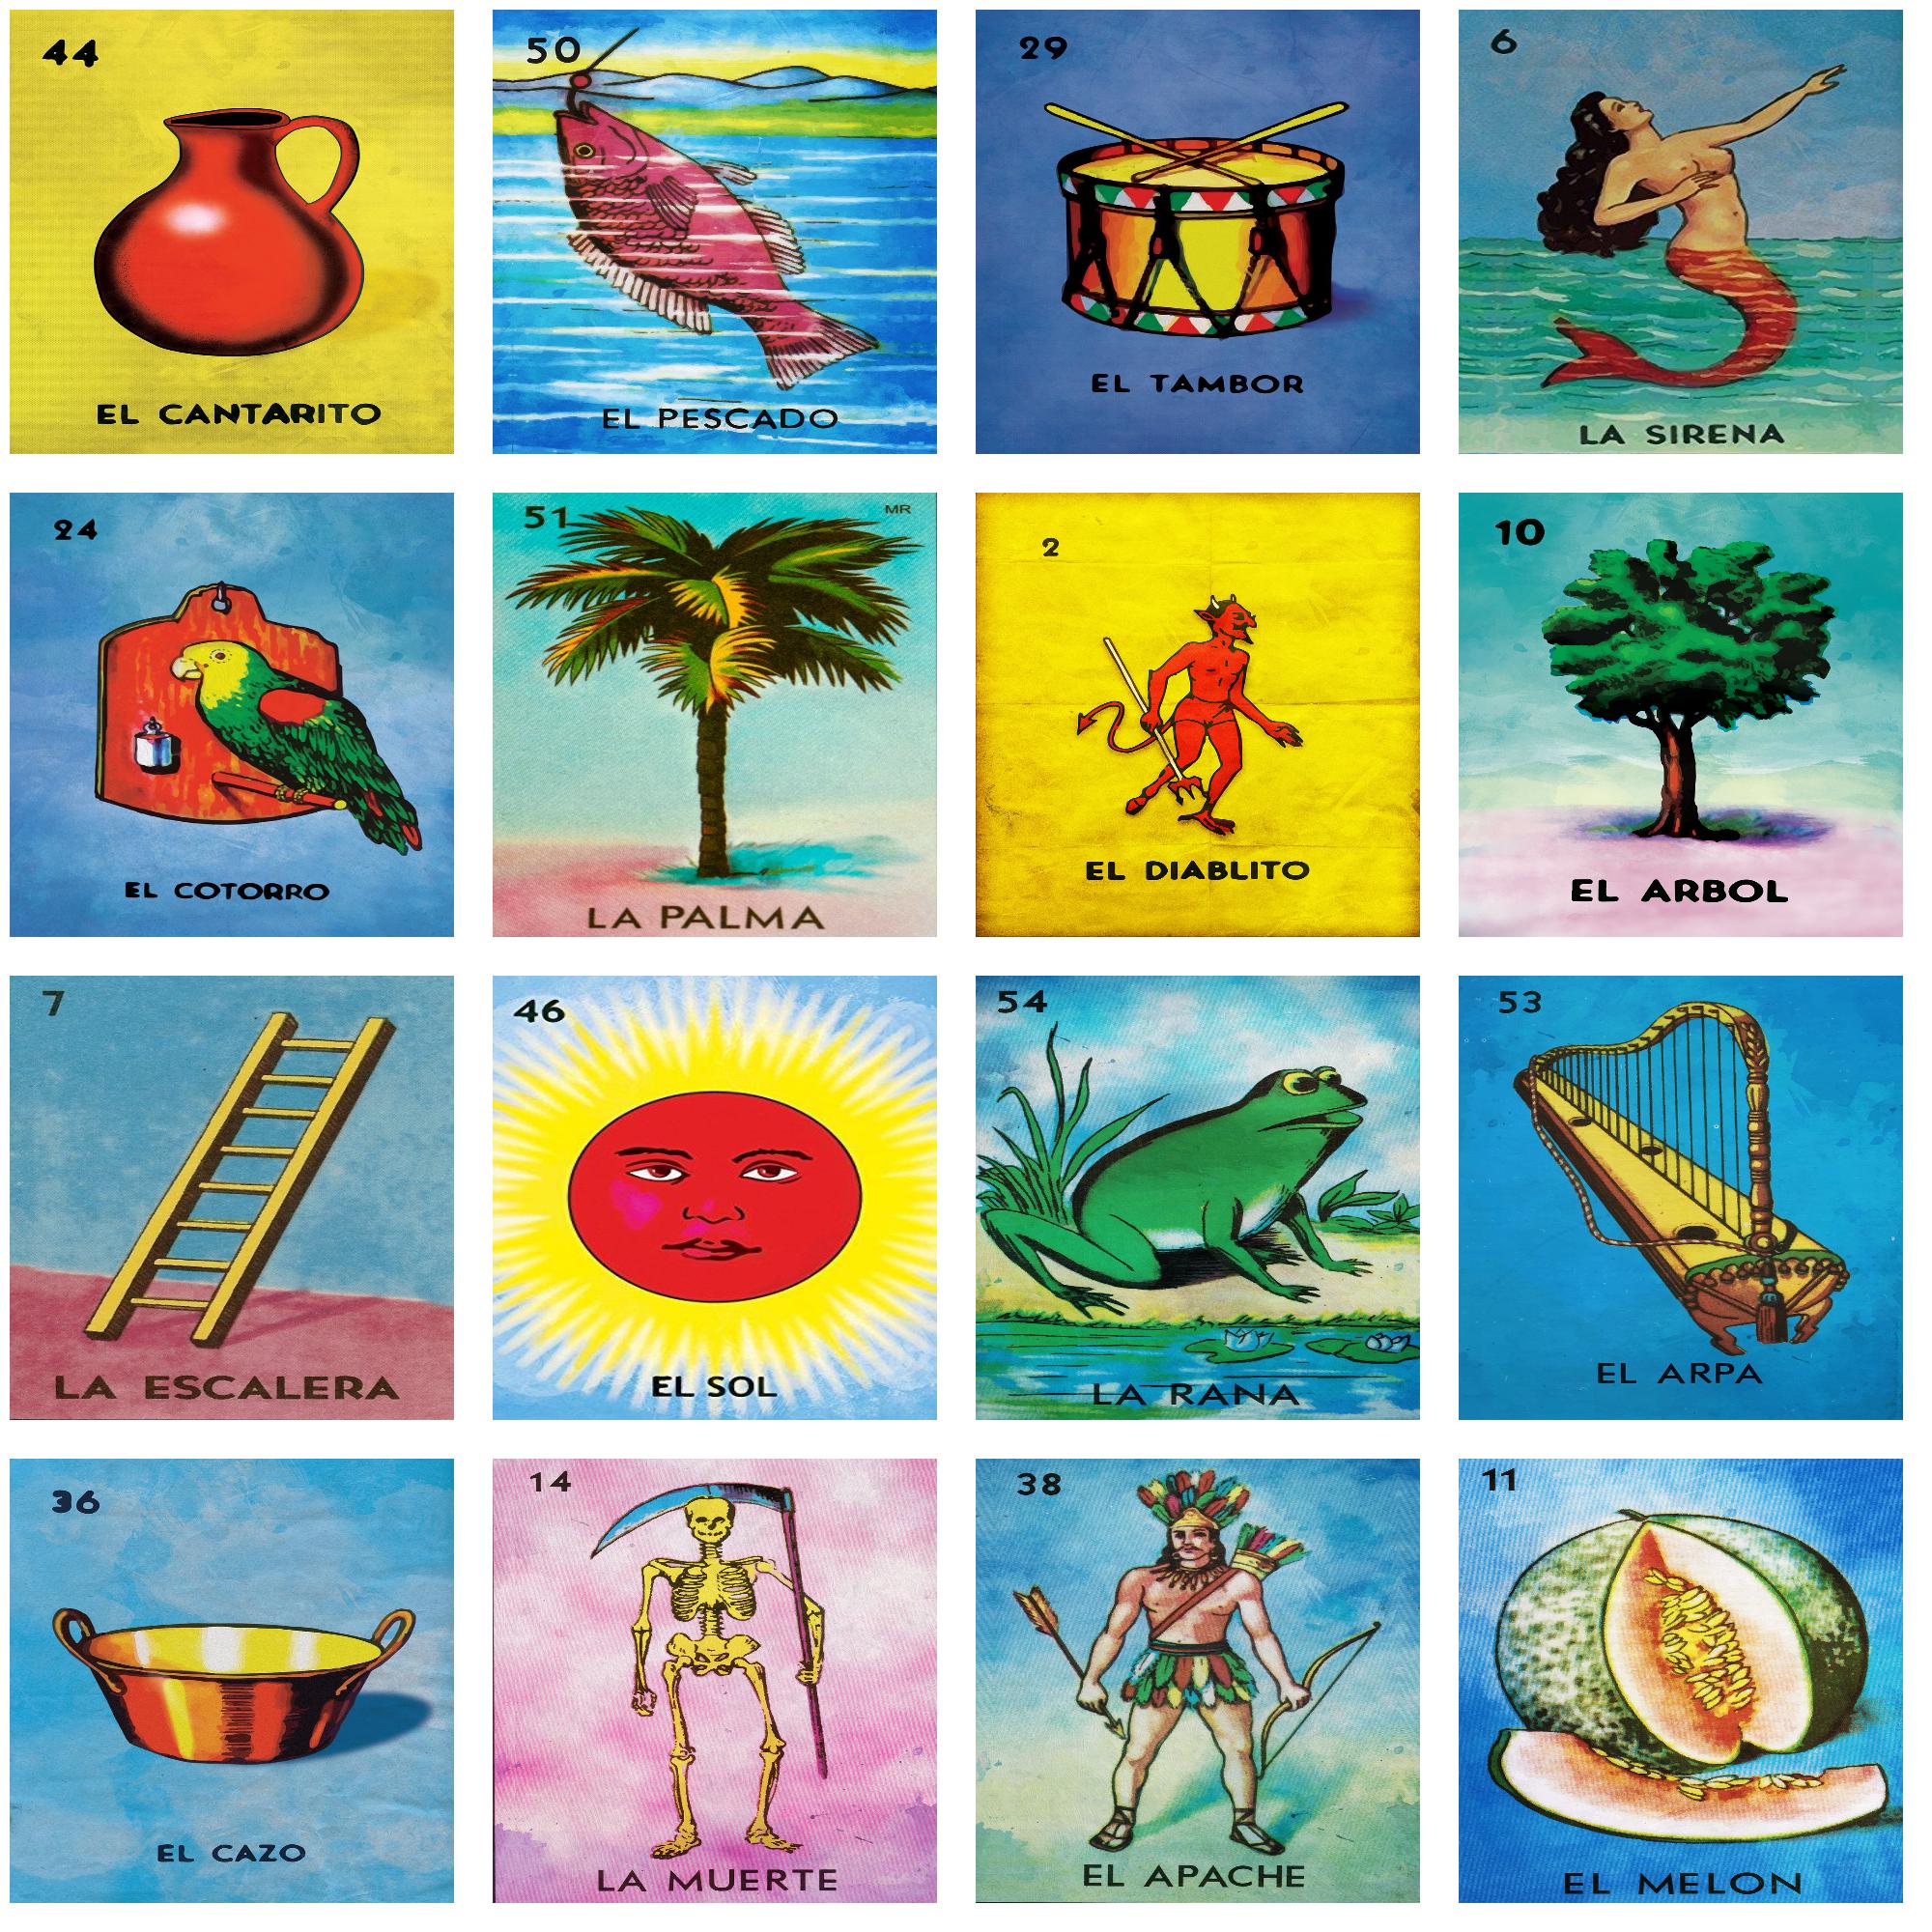 44
EL CANTARITO
50
EL PESCADO
29
EL TAMBOR
6
LA SIRENA
24
EL COTORRO
51
MR
LA PALMA
2
EL DIABLITO
10
EL ARBOL
7
LA ESCALERA
46
EL SOL
54
LA RANA
53
EL ARPA
36
EL CAZO
14
LA MUERTE
38
EL APACHE
11
EL MELON